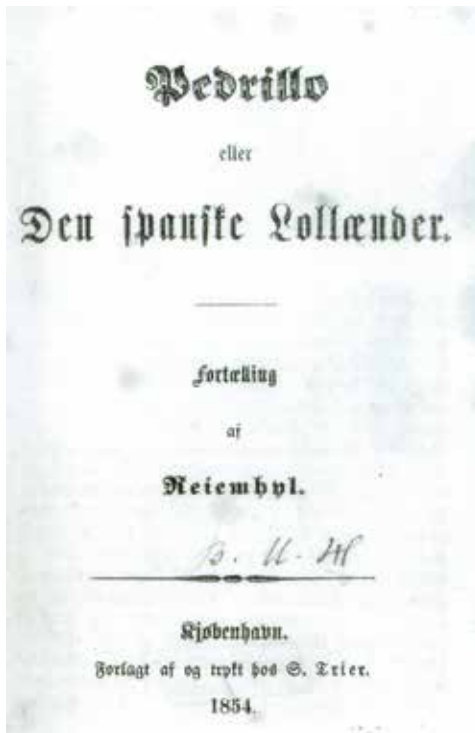 Pedrillo
eller
Den spanske Lollænder.
Fortælling
af
Reiemhyl.
Kjøbenhavn.
Forlagt af og trykt hos S. Trier.
1854.